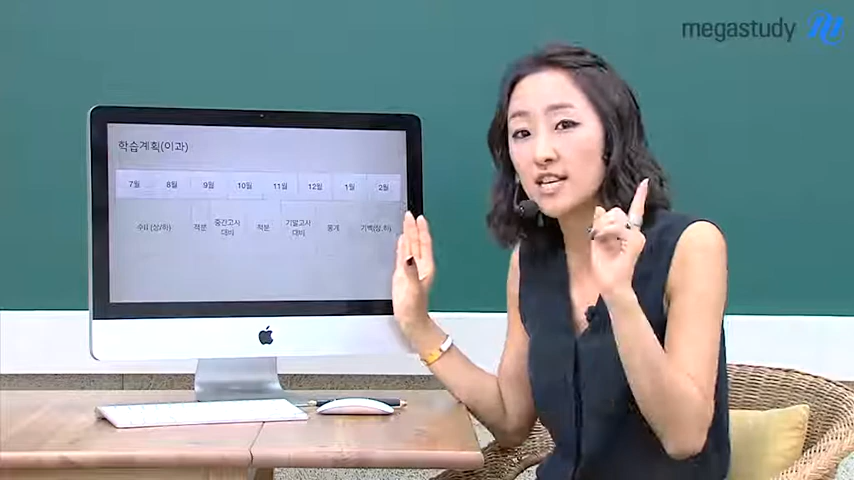 megastudy
학습계획(이과)
7월 8월 9월 10월 11월 12월 1월 2월
수II(상/하) 적분 중간고사 적분 기말고사 통계 기벡(상,하)
대비 대비